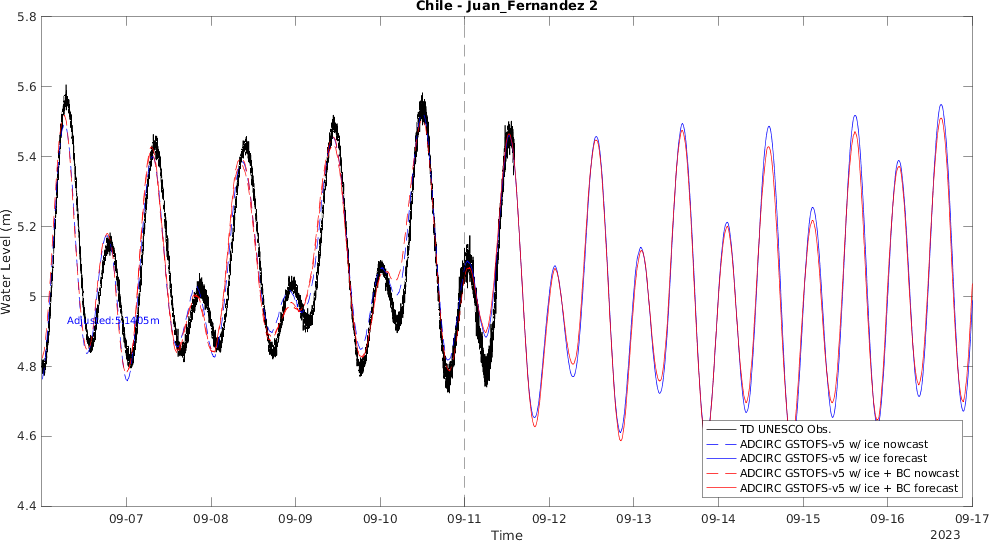 Chile - Juan_Fernandez 2
5.8
5.6
5.4
5.2
5
4.8
4.6
4.4
Water Level (m)
Adjusted:5.1405m
TD UNESCO Obs.
ADCIRC GSTOFS-v5 w/ ice nowcast
ADCIRC GSTOFS-v5 w/ ice forecast
ADCIRC GSTOFS-v5 w/ ice + BC nowcast
ADCIRC GSTOFS-v5 w/ ice + BC forecast
09-07 09-08 09-09 09-10 09-11 09-12 09-13 09-14 09-15 09-16 09-17
Time
2023